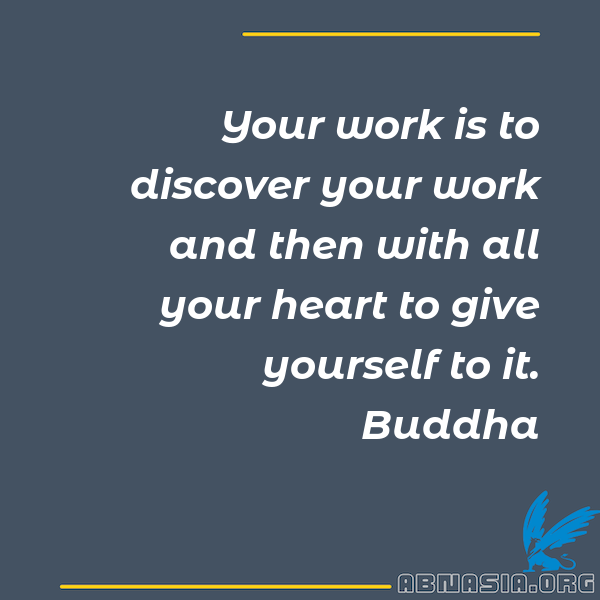 Your work is to
discover your work
and then with all
your heart to give
yourself to it.
Buddha
ABNASIA.ORG